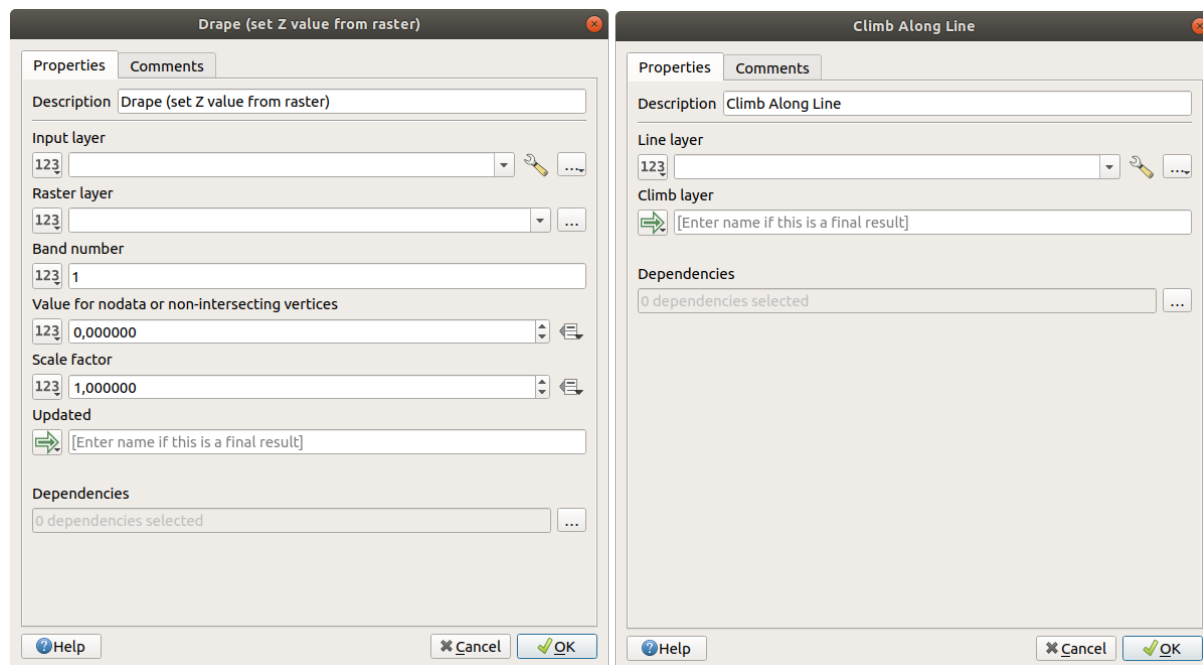 Drape (set Z value from raster)
Properties
Comments
Description Drape (set Z value from raster)
Input layer
123
...
Raster layer
123
...
Band number
123 1
Value for nodata or non-intersecting vertices
123 0,000000
Scale factor
123 1,000000
Updated
[Enter name if this is a final result]
Dependencies
0 dependencies selected
...
Help
Cancel
OK
Climb Along Line
Properties
Comments
Description Climb Along Line
Line layer
123
...
Climb layer
[Enter name if this is a final result]
Dependencies
0 dependencies selected
...
Help
Cancel
OK